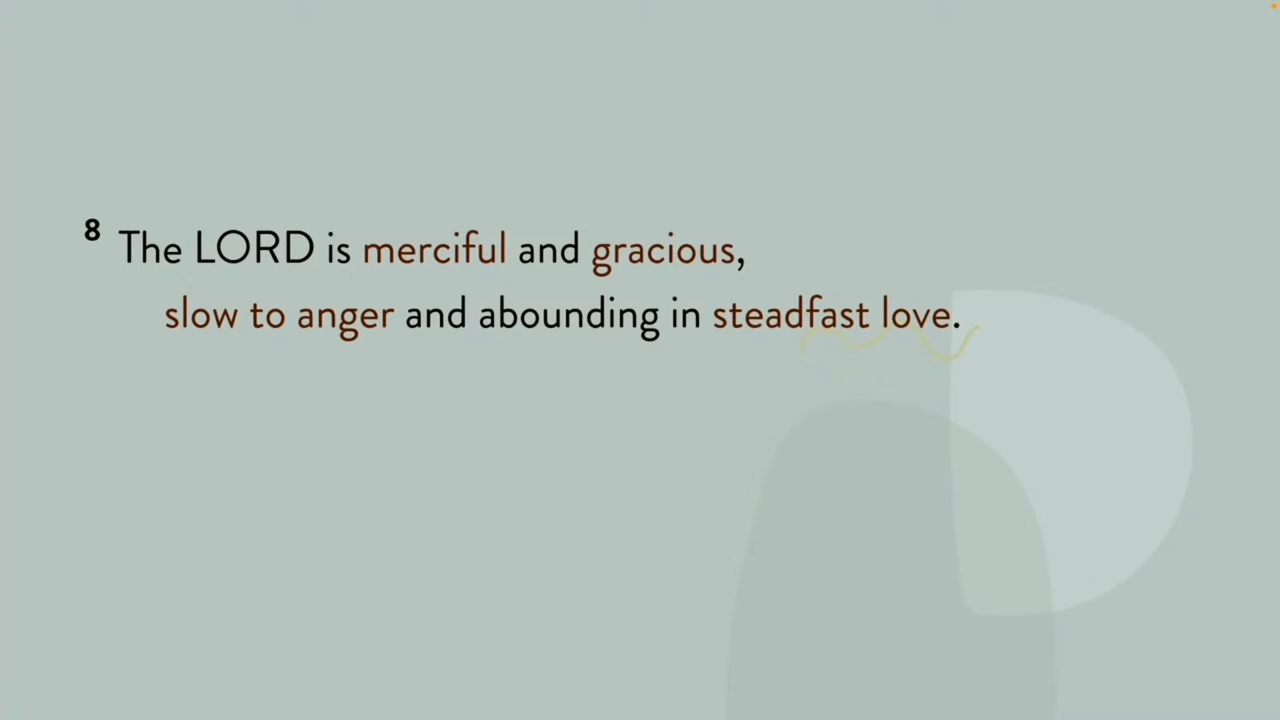 8 The LORD is merciful and gracious,
slow to anger and abounding in steadfast love.